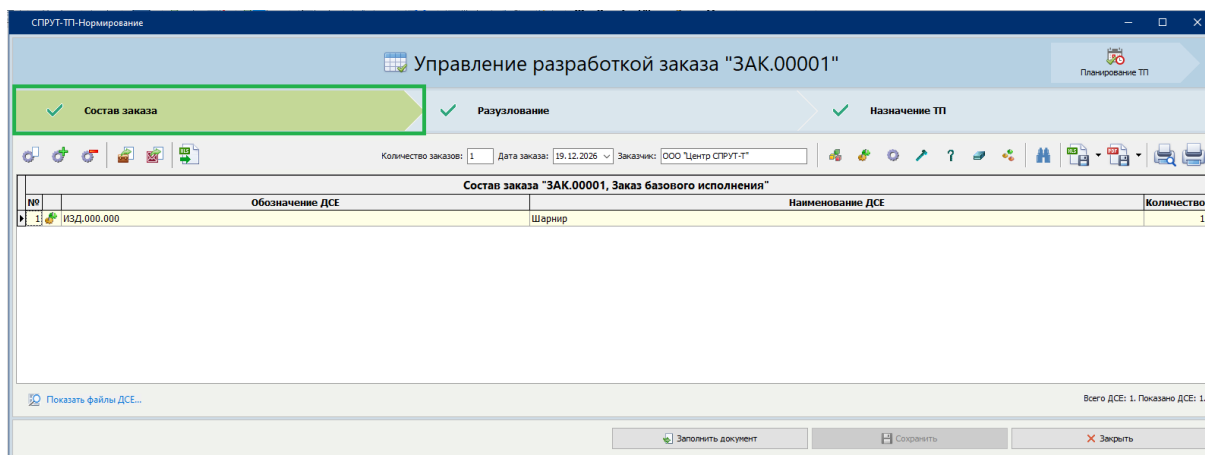 СПРУТ-ТП-Нормирование
Управление разработкой заказа "ЗАК.00001"
Планирование ТП
Состав заказа
Разузлование
Назначение ТП
Количество заказов: 1 Дата заказа: 19.12.2026 Заказчик: ООО "Центр СПРУТ-Т"
Состав заказа "ЗАК.00001, Заказ базового исполнения"
№ Обозначение ДСЕ Наименование ДСЕ Количество
1 ИЗД.000.000 Шарнир 1
Показать файлы ДСЕ...
Всего ДСЕ: 1. Показано ДСЕ: 1.
Заполнить документ
Сохранить
Закрыть